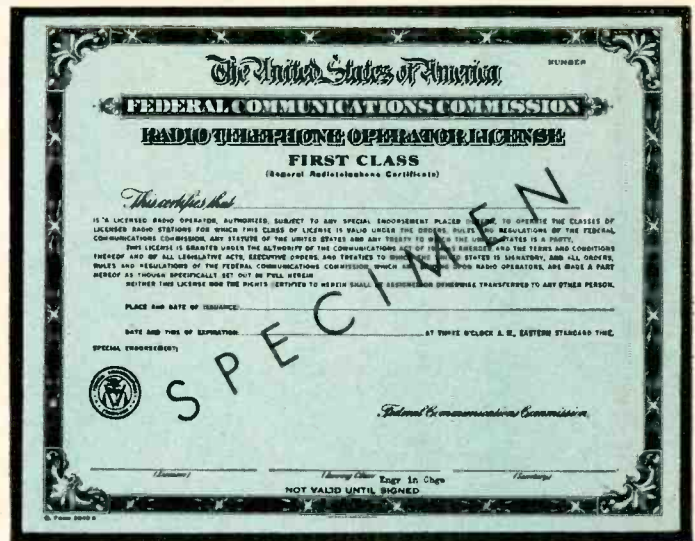 The United States of America
NUMBER
FEDERAL COMMUNICATIONS COMMISSION
RADIO TELEPHONE OPERATOR LICENSE
FIRST CLASS
(General Radiotelephone Certificate)
This certifies that
IS A LICENSED RADIO OPERATOR, AUTHORIZED, SUBJECT TO ANY SPECIAL ENDORSEMENT PLACED HEREON, TO OPERATE THE CLASSES OF
LICENSED RADIO STATIONS FOR WHICH THIS CLASS OF LICENSE IS VALID UNDER THE ORDERS, RULES AND REGULATIONS OF THE FEDERAL
COMMUNICATIONS COMMISSION, ANY STATUTE OF THE UNITED STATES AND ANY TREATY TO WHICH THE UNITED STATES IS A PARTY.
THIS LICENSE IS GRANTED UNDER THE AUTHORITY OF THE COMMUNICATIONS ACT OF AMENDED AND THE TERMS AND CONDITIONS
THEREOF AND OF ALL LEGISLATIVE ACTS, EXECUTIVE ORDERS, AND TREATIES TO WHICH THE STATES IS SIGNATORY, AND ALL ORDERS,
RULES AND REGULATIONS OF THE FEDERAL COMMUNICATIONS COMMISSION, WHICH UPON RADIO OPERATORS, ARE MADE A PART
HEREOF AS THOUGH SPECIFICALLY SET OUT IN FULL HEREIN
NEITHER THIS LICENSE NOR THE RIGHTS CERTIFIED TO HEREIN SHALL BE ASSIGNED OR OTHERWISE TRANSFERRED TO ANY OTHER PERSON.
PLACE AND DATE OF ISSUANCE:
DATE AND TIME OF EXPIRATION: AT THREE O'CLOCK A. M., EASTERN STANDARD TIME.
SPECIAL ENDORSEMENT:
SPECIMEN
Federal Communications Commission
(Licensee) (Issuing Officer) Engr in Chge (Secretary)
NOT VALID UNTIL SIGNED